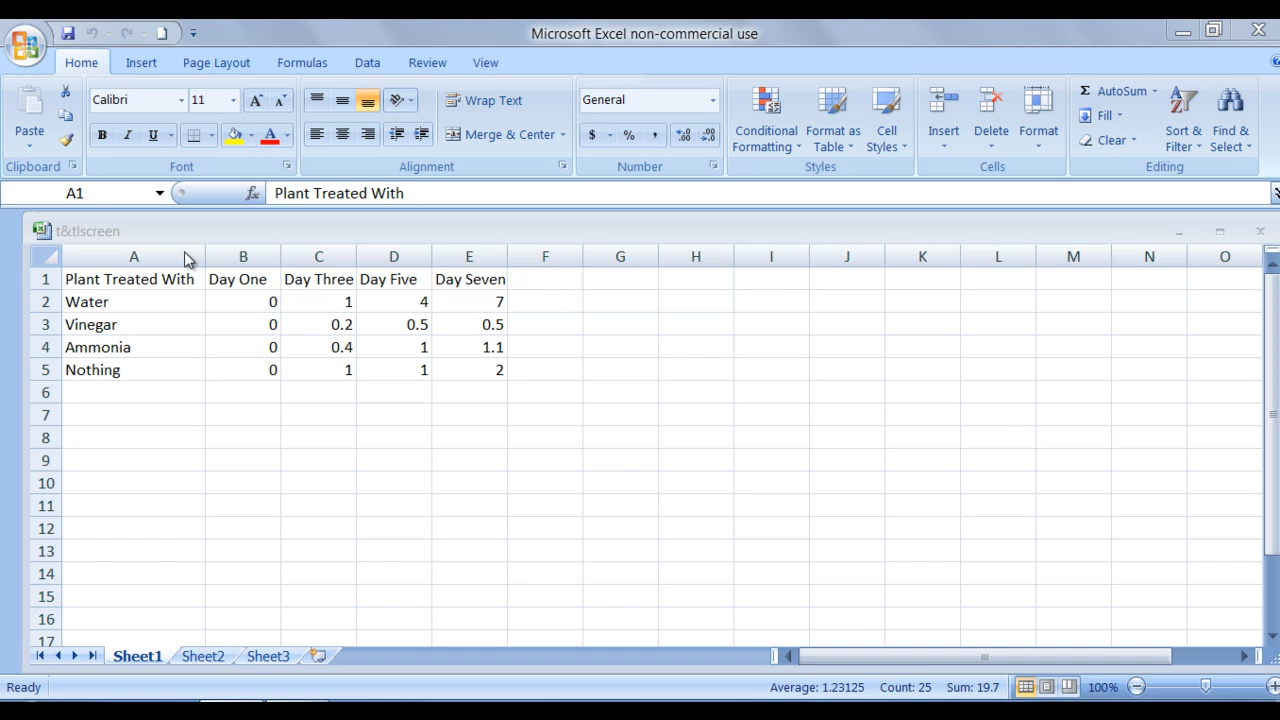 Microsoft Excel non-commercial use
Home Insert Page Layout Formulas Data Review View
Calibri 11 A A Wrap Text General AutoSum
Paste B I U A Merge & Center $ % , Conditional Formatting Format as Table Cell Styles Insert Delete Format Fill Clear Sort & Filter Find & Select
Clipboard Font Alignment Number Styles Cells Editing
A1 fx Plant Treated With
t&tlscreen
A B C D E F G H I J K L M N O
1 Plant Treated With Day One Day Three Day Five Day Seven
2 Water 0 1 4 7
3 Vinegar 0 0.2 0.5 0.5
4 Ammonia 0 0.4 1 1.1
5 Nothing 0 1 1 2
6
7
8
9
10
11
12
13
14
15
16
17
Sheet1 Sheet2 Sheet3
Ready Average: 1.23125 Count: 25 Sum: 19.7 100%